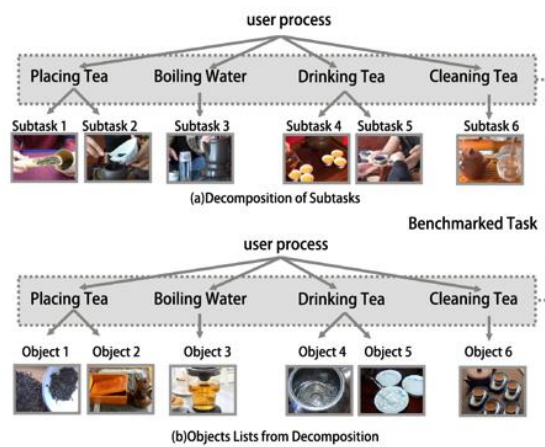 user process
Placing Tea Boiling Water Drinking Tea Cleaning Tea
Subtask 1 Subtask 2 Subtask 3 Subtask 4 Subtask 5 Subtask 6
(a)Decomposition of Subtasks
Benchmarked Task
user process
Placing Tea Boiling Water Drinking Tea Cleaning Tea
Object 1 Object 2 Object 3 Object 4 Object 5 Object 6
(b)Objects Lists from Decomposition